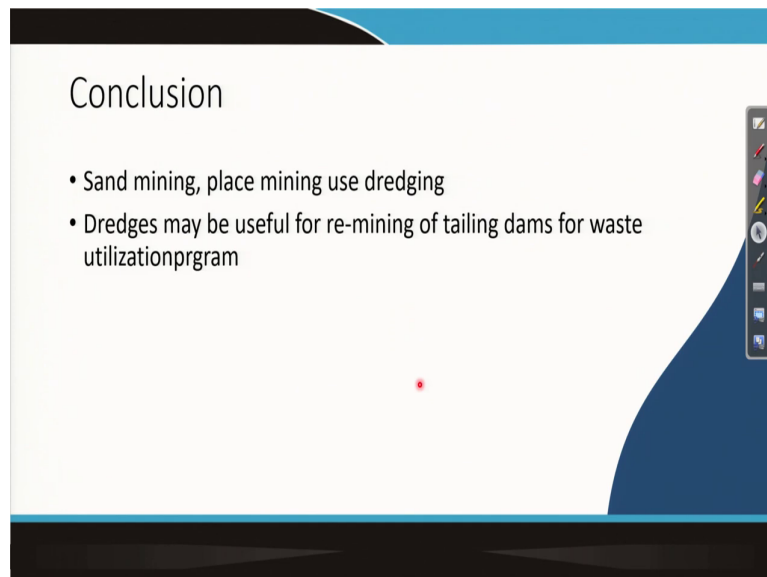 Conclusion
• Sand mining, place mining use dredging
• Dredges may be useful for re-mining of tailing dams for waste
utilizationprgram